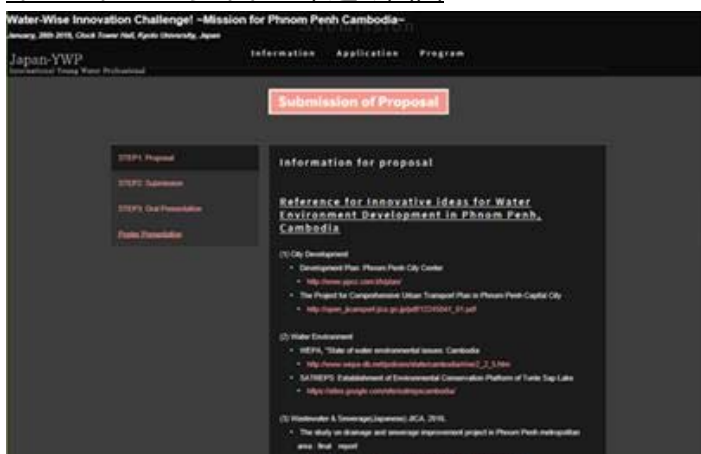 Water-Wise Innovation Challenge! ~Mission for Phnom Penh Cambodia~
January, 26th 2019, Clock Tower Hall, Kyoto University, Japan
Information Application Program
Japan-YWP
International Young Water Professional
Submission of Proposal
STEP1. Proposal
STEP2. Submission
STEP3. Oral Presentation
Poster Presentation
Information for proposal
Reference for Innovative ideas for Water
Environment Development in Phnom Penh,
Cambodia
(1) City Development
Development Plan: Phnom Penh City Center
The Project for Comprehensive Urban Transport Plan in Phnom Penh Capital City
(2) Water Environment
WEPA, "State of water environmental issues: Cambodia
SATREPS: Establishment of Environmental Conservation Platform of Tonle Sap Lake
(3) Wastewater & Sewerage(Japanese) JICA, 2016.
The study on drainage and sewerage improvement project in Phnom Penh metropolitan
area : final report